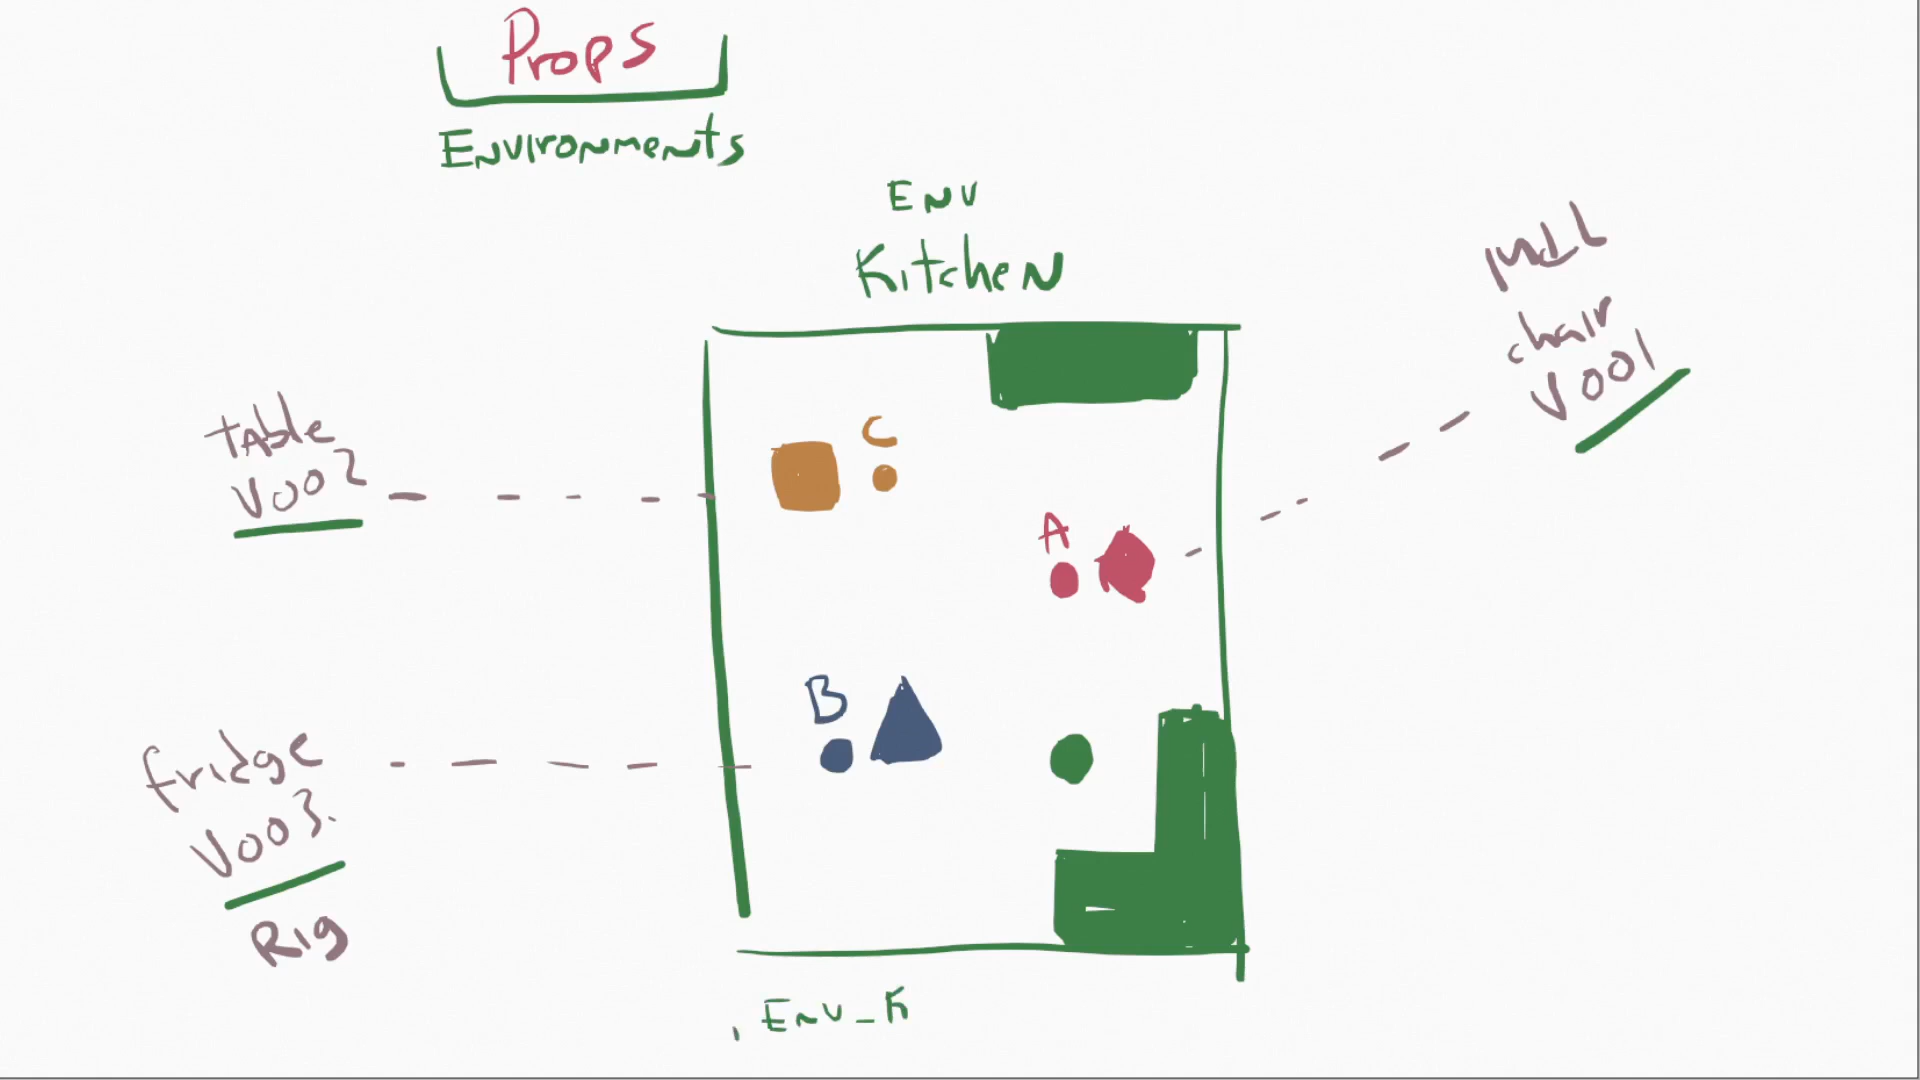 Props
Environments
ENV
Kitchen
MDL
chair
V001
Table
V002
C
A
B
fridge
V003.
Rig
Env_K